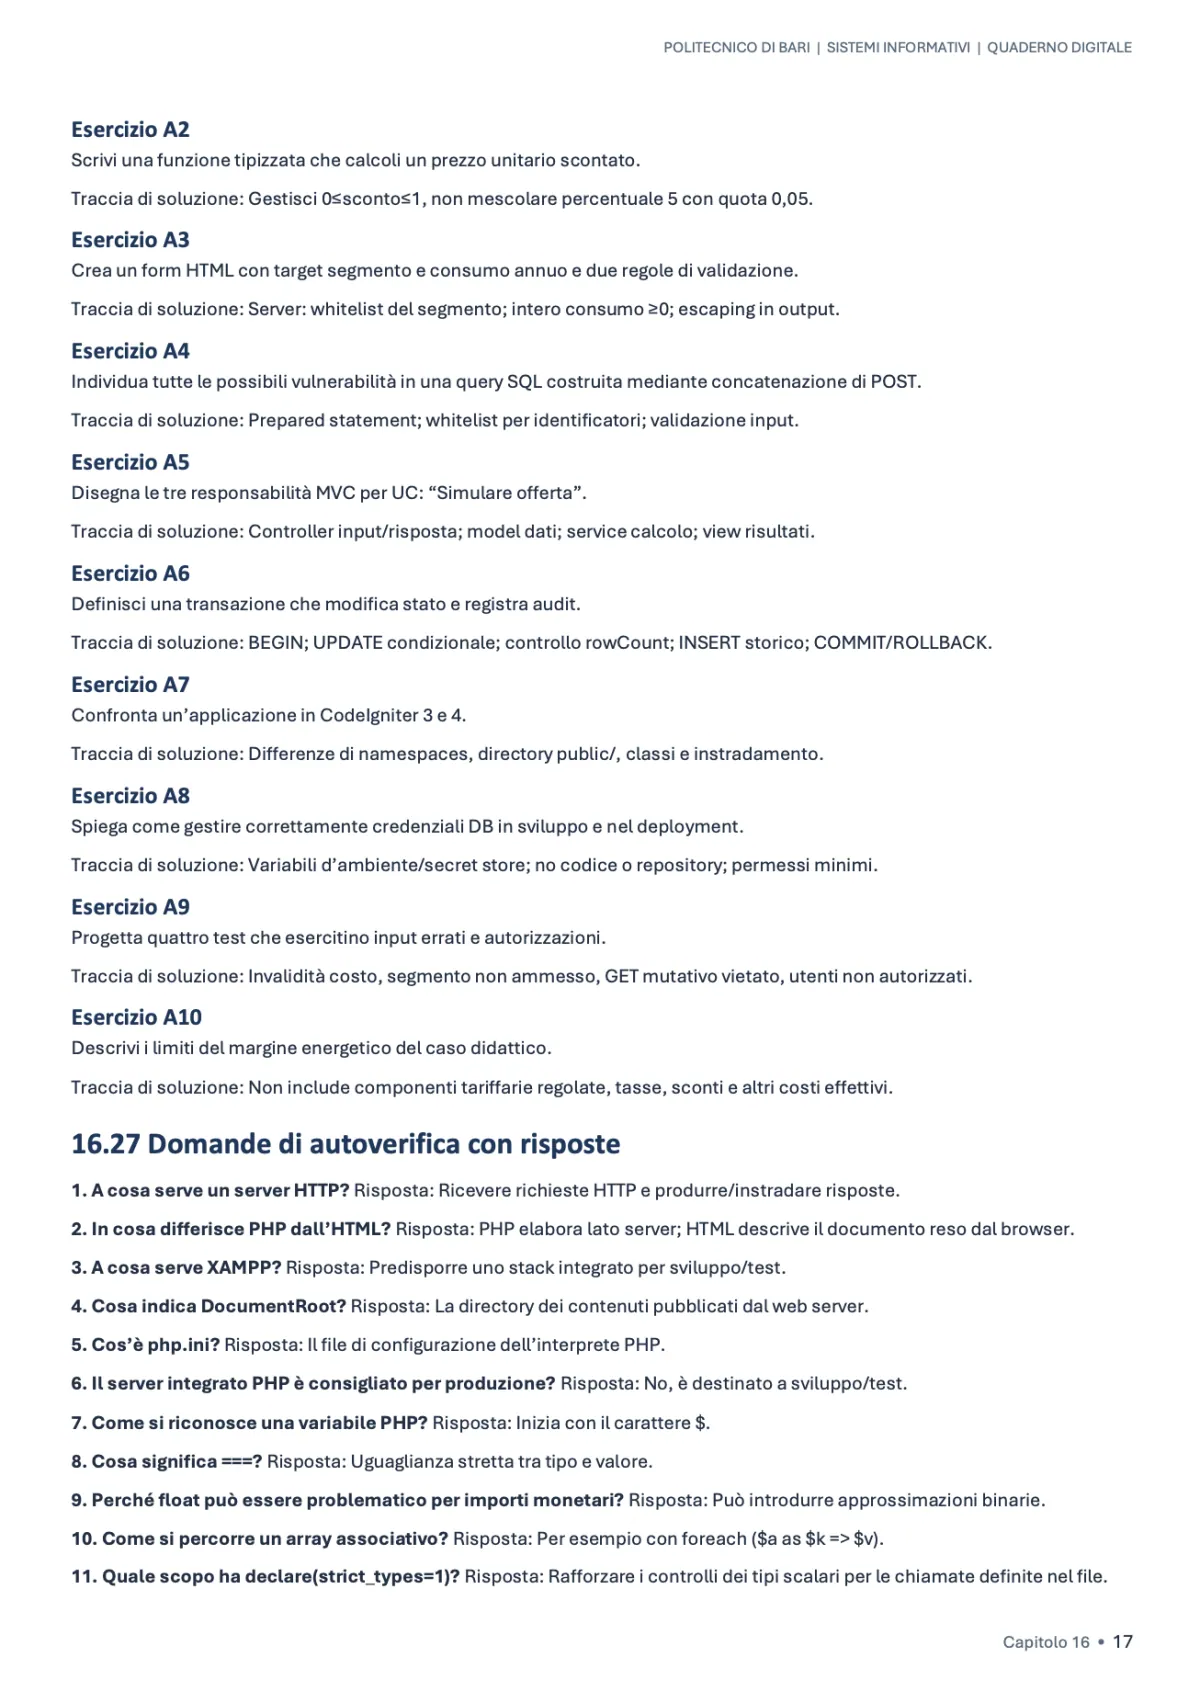 POLITECNICO DI BARI | SISTEMI INFORMATIVI | QUADERNO DIGITALE
Esercizio A2
Scrivi una funzione tipizzata che calcoli un prezzo unitario scontato.
Traccia di soluzione: Gestisci 0≤sconto≤1, non mescolare percentuale 5 con quota 0,05.
Esercizio A3
Crea un form HTML con target segmento e consumo annuo e due regole di validazione.
Traccia di soluzione: Server: whitelist del segmento; intero consumo ≥0; escaping in output.
Esercizio A4
Individua tutte le possibili vulnerabilità in una query SQL costruita mediante concatenazione di POST.
Traccia di soluzione: Prepared statement; whitelist per identificatori; validazione input.
Esercizio A5
Disegna le tre responsabilità MVC per UC: “Simulare offerta”.
Traccia di soluzione: Controller input/risposta; model dati; service calcolo; view risultati.
Esercizio A6
Definisci una transazione che modifica stato e registra audit.
Traccia di soluzione: BEGIN; UPDATE condizionale; controllo rowCount; INSERT storico; COMMIT/ROLLBACK.
Esercizio A7
Confronta un’applicazione in CodeIgniter 3 e 4.
Traccia di soluzione: Differenze di namespaces, directory public/, classi e instradamento.
Esercizio A8
Spiega come gestire correttamente credenziali DB in sviluppo e nel deployment.
Traccia di soluzione: Variabili d’ambiente/secret store; no codice o repository; permessi minimi.
Esercizio A9
Progetta quattro test che esercitino input errati e autorizzazioni.
Traccia di soluzione: Invalidità costo, segmento non ammesso, GET mutativo vietato, utenti non autorizzati.
Esercizio A10
Descrivi i limiti del margine energetico del caso didattico.
Traccia di soluzione: Non include componenti tariffarie regolate, tasse, sconti e altri costi effettivi.
16.27 Domande di autoverifica con risposte
1. A cosa serve un server HTTP? Risposta: Ricevere richieste HTTP e produrre/instradare risposte.
2. In cosa differisce PHP dall’HTML? Risposta: PHP elabora lato server; HTML descrive il documento reso dal browser.
3. A cosa serve XAMPP? Risposta: Predisporre uno stack integrato per sviluppo/test.
4. Cosa indica DocumentRoot? Risposta: La directory dei contenuti pubblicati dal web server.
5. Cos’è php.ini? Risposta: Il file di configurazione dell’interprete PHP.
6. Il server integrato PHP è consigliato per produzione? Risposta: No, è destinato a sviluppo/test.
7. Come si riconosce una variabile PHP? Risposta: Inizia con il carattere $.
8. Cosa significa ===? Risposta: Uguaglianza stretta tra tipo e valore.
9. Perché float può essere problematico per importi monetari? Risposta: Può introdurre approssimazioni binarie.
10. Come si percorre un array associativo? Risposta: Per esempio con foreach ($a as $k => $v).
11. Quale scopo ha declare(strict_types=1)? Risposta: Rafforzare i controlli dei tipi scalari per le chiamate definite nel file.
Capitolo 16 • 17